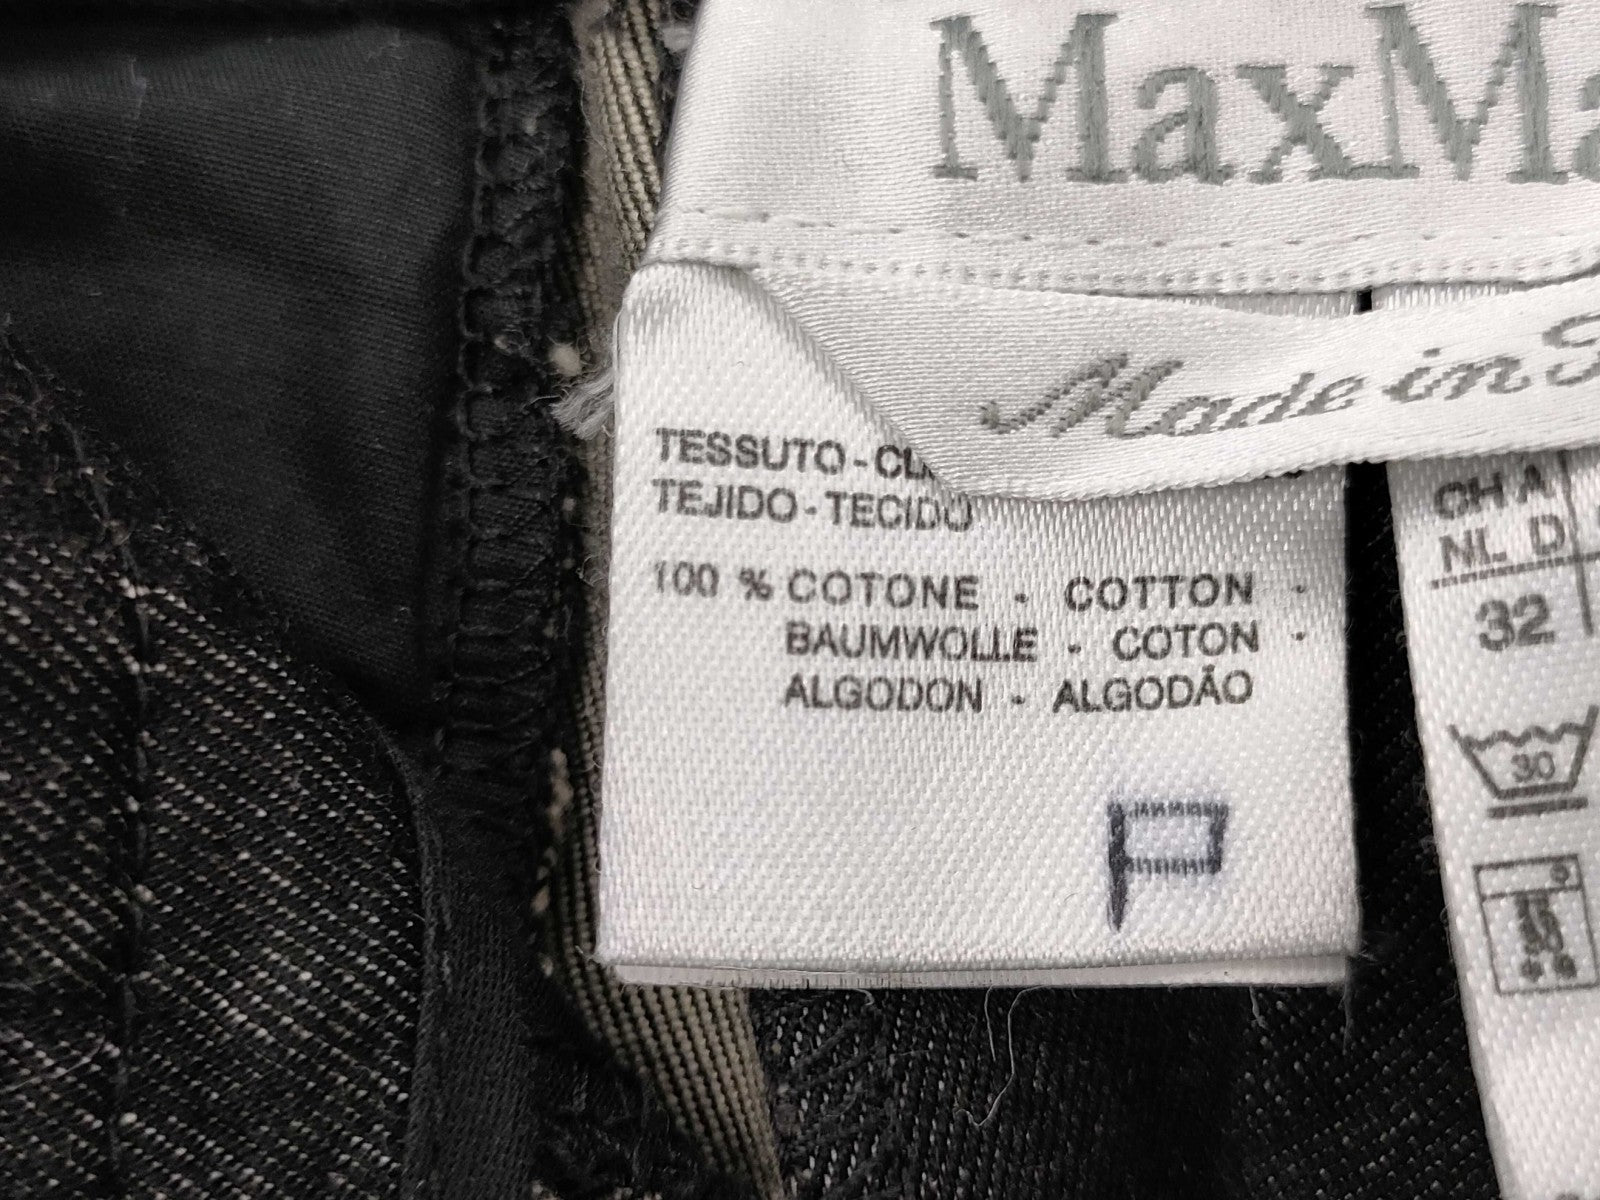 MaxMa
Made in
TESSUTO - CL
TEJIDO - TECIDO
100 % COTONE - COTTON -
BAUMWOLLE - COTON -
ALGODON - ALGODÃO
P
CH A
NL D
32
30